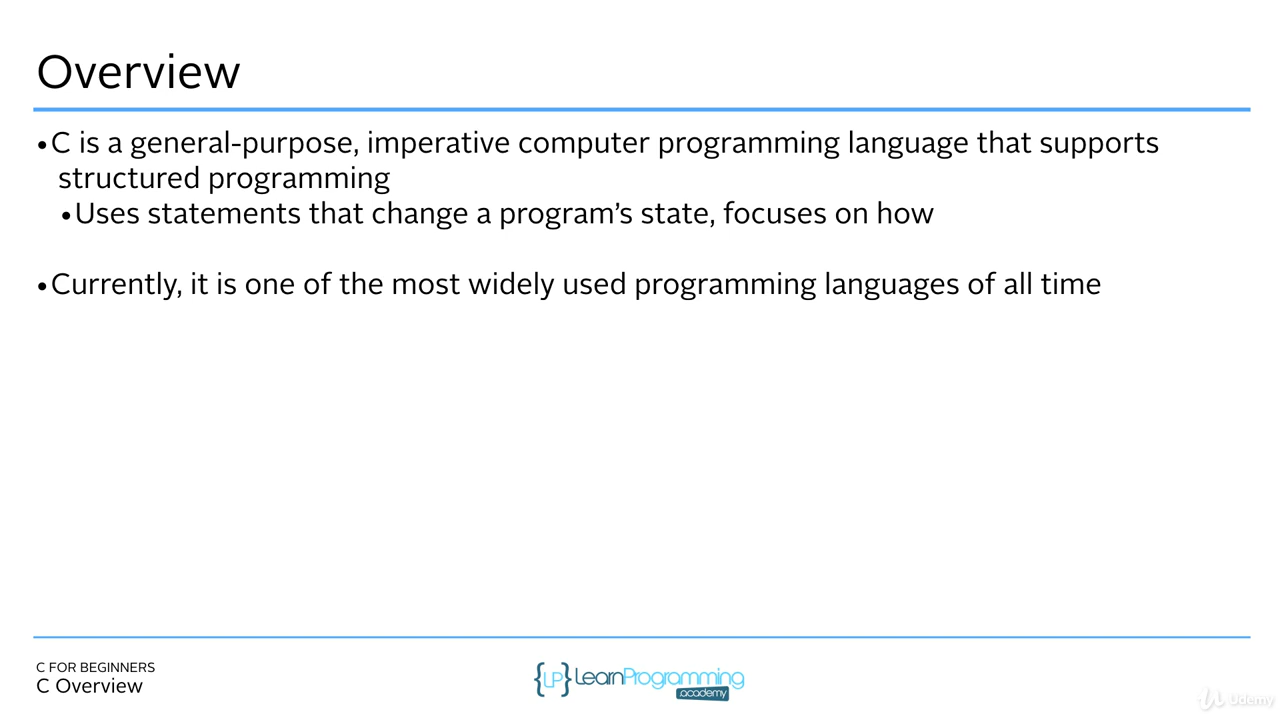 Overview
•C is a general-purpose, imperative computer programming language that supports
structured programming
•Uses statements that change a program’s state, focuses on how
•Currently, it is one of the most widely used programming languages of all time
C FOR BEGINNERS
C Overview
{LP} LearnProgramming
.academy
Udemy